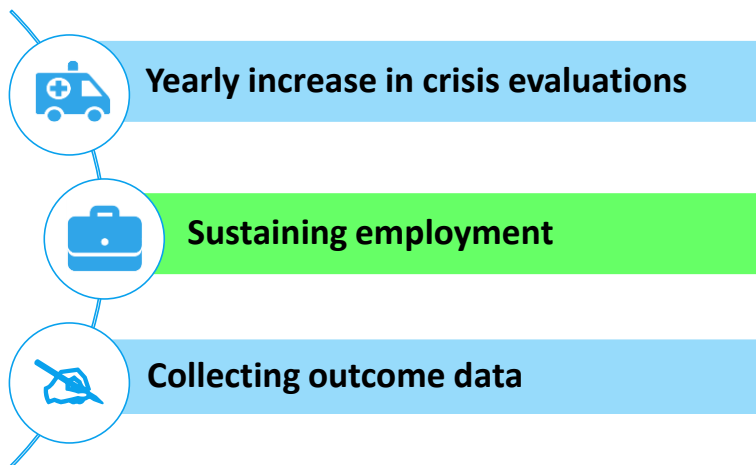 Yearly increase in crisis evaluations
Sustaining employment
Collecting outcome data